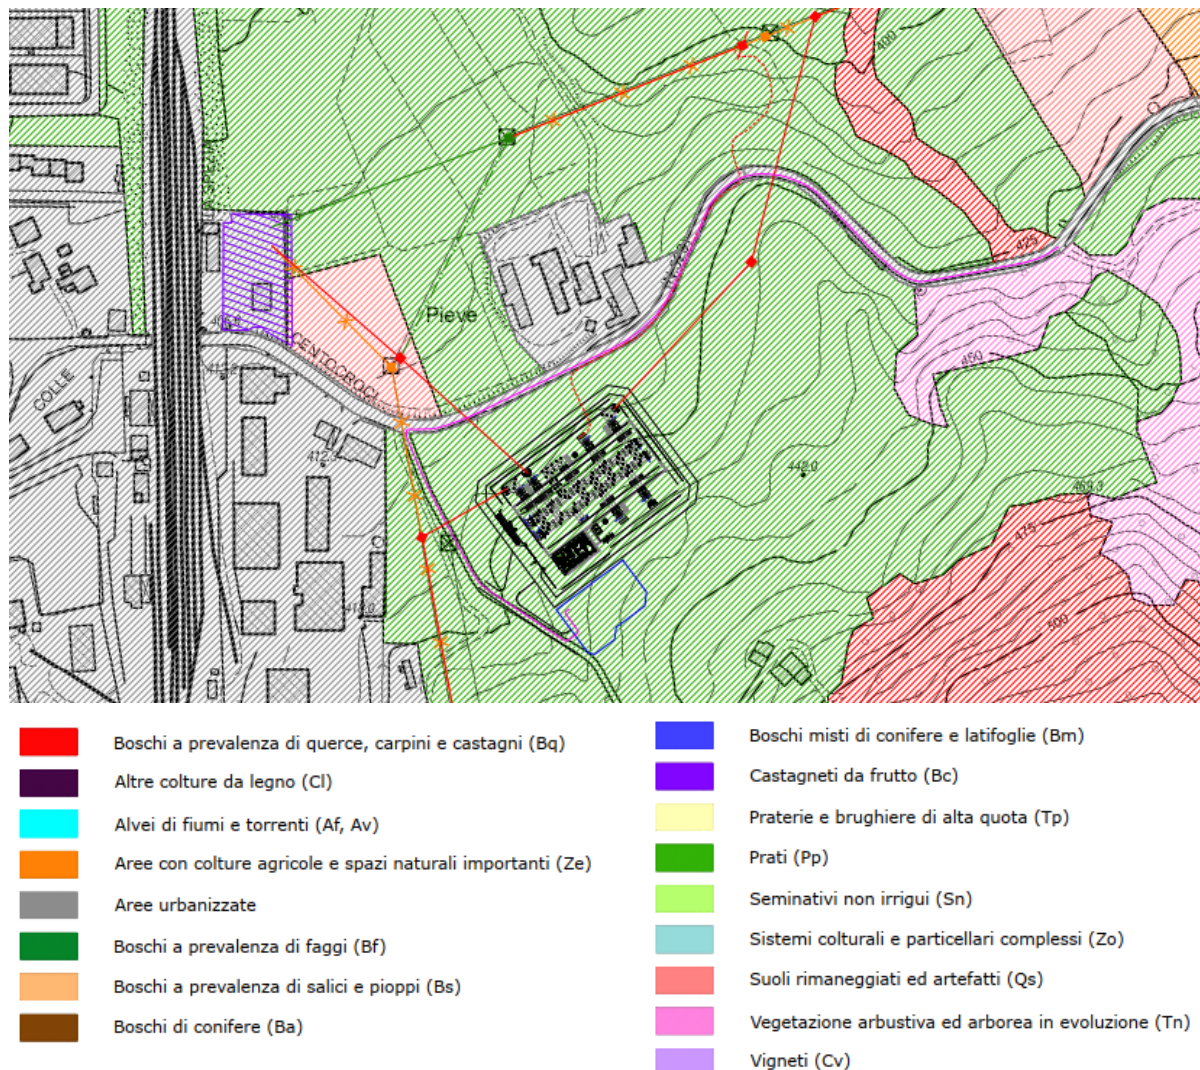 400
425
Pieve
CENTOCROCI
COLLE
450
412.3
442.0
469.3
475
500
Boschi a prevalenza di querce, carpini e castagni (Bq)
Altre colture da legno (Cl)
Alvei di fiumi e torrenti (Af, Av)
Aree con colture agricole e spazi naturali importanti (Ze)
Aree urbanizzate
Boschi a prevalenza di faggi (Bf)
Boschi a prevalenza di salici e pioppi (Bs)
Boschi di conifere (Ba)
Boschi misti di conifere e latifoglie (Bm)
Castagneti da frutto (Bc)
Praterie e brughiere di alta quota (Tp)
Prati (Pp)
Seminativi non irrigui (Sn)
Sistemi colturali e particellari complessi (Zo)
Suoli rimaneggiati ed artefatti (Qs)
Vegetazione arbustiva ed arborea in evoluzione (Tn)
Vigneti (Cv)